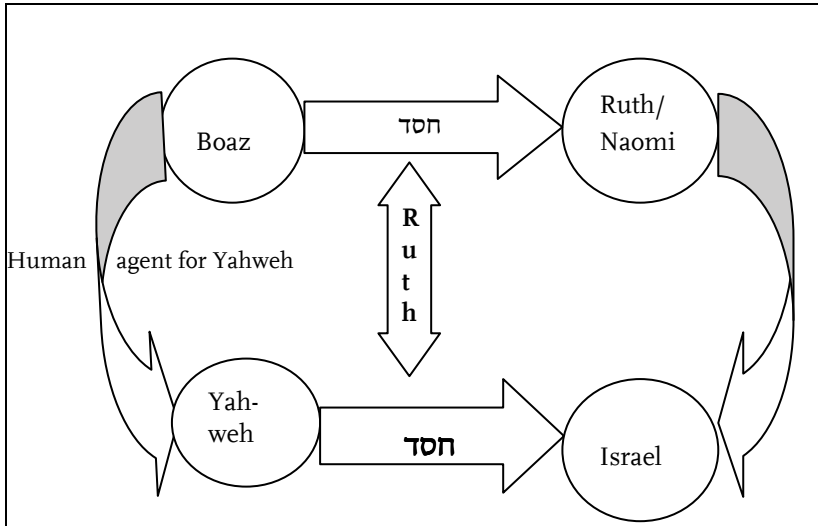 Boaz
חסד
Ruth/
Naomi
R
u
t
h
Human agent for Yahweh
Yah-
weh
חסד
Israel